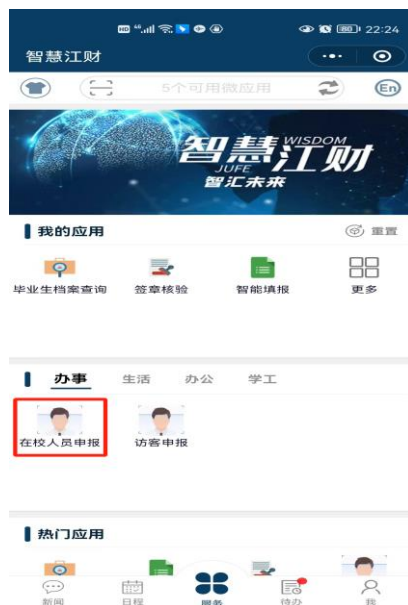 22:24
智慧江财
5个可用微应用
En
智慧江财
WISDOM
JUFE
智汇未来
我的应用
重置
毕业生档案查询 签章核验 智能填报 更多
办事 生活 办公 学工
在校人员申报 访客申报
热门应用
新闻 日程 服务 待办 我